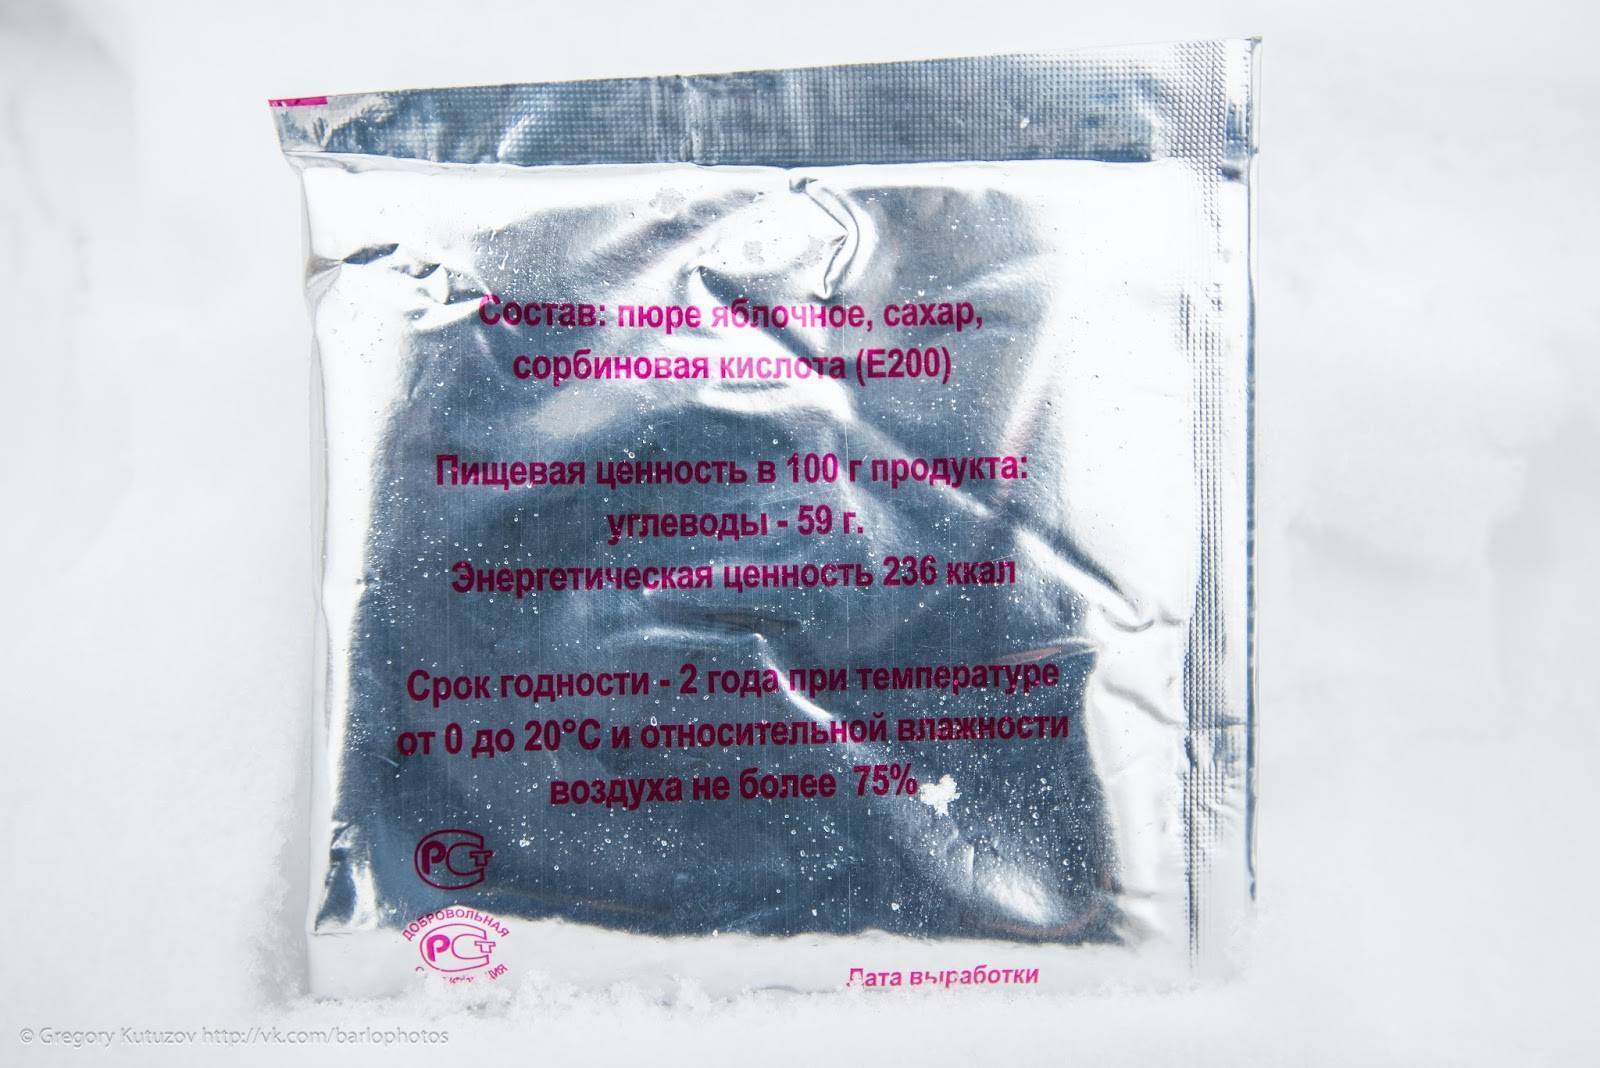 Состав: пюре яблочное, сахар,
сорбиновая кислота (Е200)
Пищевая ценность в 100 г продукта:
углеводы - 59 г.
Энергетическая ценность 236 ккал
Срок годности - 2 года при температуре
от 0 до 20°С и относительной влажности
воздуха не более 75%
РСТ
ДОБРОВОЛЬНАЯ
РСТ
Дата выработки
© Gregory Kutuzov http://vk.com/barlophotos